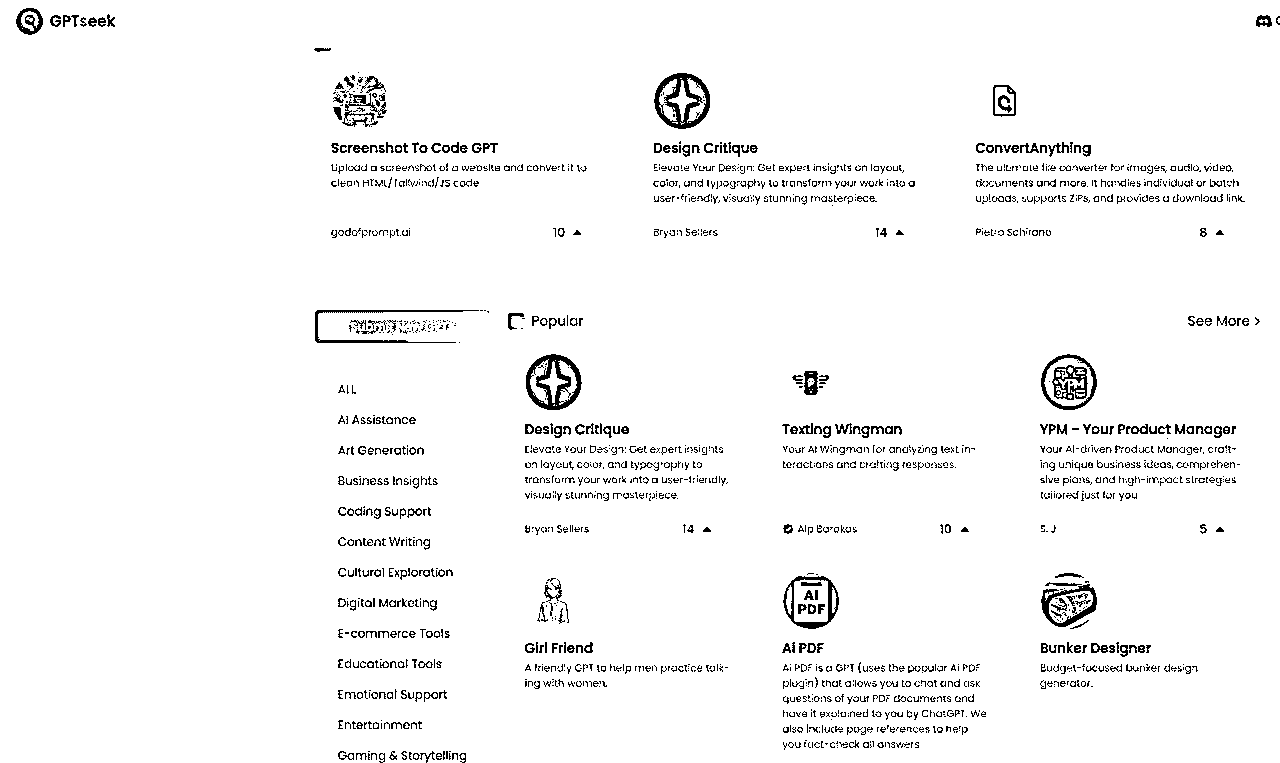 GPTseek
Screenshot To Code GPT
Upload a screenshot of a website and convert it to
clean HTML/Tailwind/JS code
godofprompt.ai
10
Design Critique
Elevate Your Design: Get expert insights on layout,
color, and typography to transform your work into a
user-friendly, visually stunning masterpiece.
Bryan Sellers
14
ConvertAnything
The ultimate file converter for images, audio, video,
documents and more. It handles individual or batch
uploads, supports ZIPs, and provides a download link.
Pietro Schirano
8
Popular
See More >
ALL
AI Assistance
Art Generation
Business Insights
Coding Support
Content Writing
Cultural Exploration
Digital Marketing
E-commerce Tools
Educational Tools
Emotional Support
Entertainment
Gaming & Storytelling
Design Critique
Elevate Your Design: Get expert insights
on layout, color, and typography to
transform your work into a user-friendly,
visually stunning masterpiece.
Bryan Sellers
14
Texting Wingman
Your AI Wingman for analyzing text in-
teractions and crafting responses.
Alp Barakas
10
YPM
YPM – Your Product Manager
Your AI-driven Product Manager, craft-
ing unique business ideas, comprehen-
sive plans, and high-impact strategies
tailored just for you
S. J
5
Girl Friend
A friendly GPT to help men practice talk-
ing with women.
AI
PDF
Ai PDF
Ai PDF is a GPT (uses the popular Ai PDF
plugin) that allows you to chat and ask
questions of your PDF documents and
have it explained to you by ChatGPT. We
also include page references to help
you fact-check all answers
Bunker Designer
Budget-focused bunker design
generator.